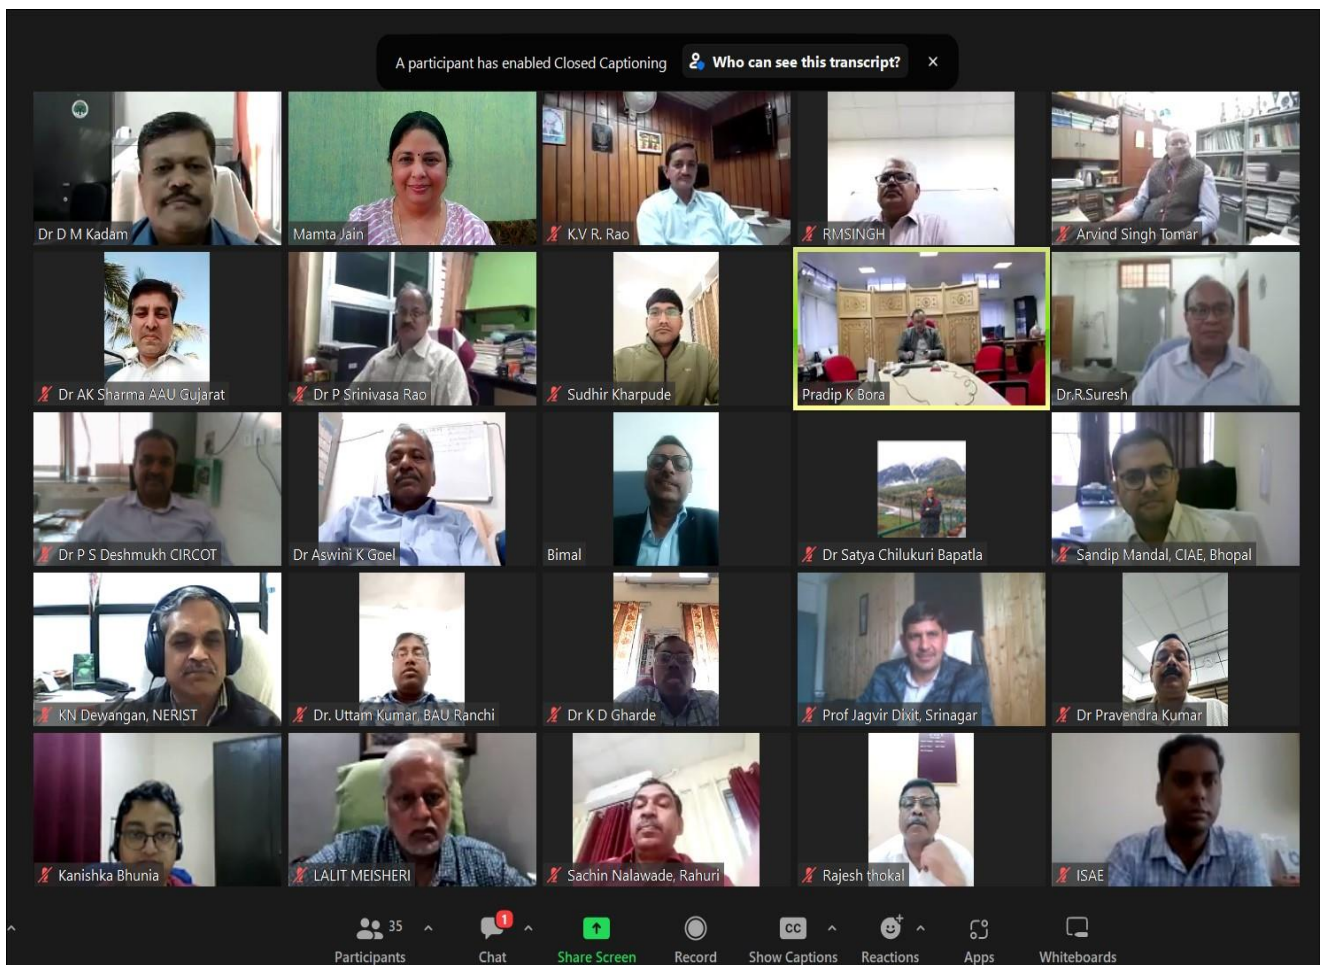 A participant has enabled Closed Captioning Who can see this transcript?
Dr D M Kadam
Mamta Jain
K.V R. Rao
RMSINGH
Arvind Singh Tomar
Dr AK Sharma AAU Gujarat
Dr P Srinivasa Rao
Sudhir Kharpude
Pradip K Bora
Dr.R.Suresh
Dr P S Deshmukh CIRCOT
Dr Aswini K Goel
Bimal
Dr Satya Chilukuri Bapatla
Sandip Mandal, CIAE, Bhopal
KN Dewangan, NERIST
Dr. Uttam Kumar, BAU Ranchi
Dr K D Gharde
Prof Jagvir Dixit, Srinagar
Dr Pravendra Kumar
Kanishka Bhunia
LALIT MEISHERI
Sachin Nalawade, Rahuri
Rajesh thokal
ISAE
35
1
CC
Participants
Chat
Share Screen
Record
Show Captions
Reactions
Apps
Whiteboards